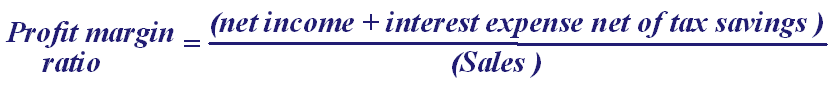 Profit margin ratio = (net income + interest expense net of tax savings )
(Sales )